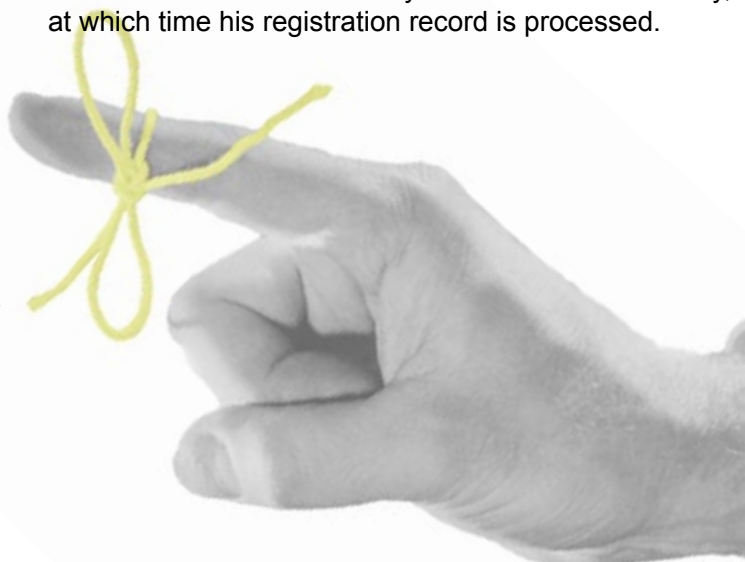 at which time his registration record is processed.